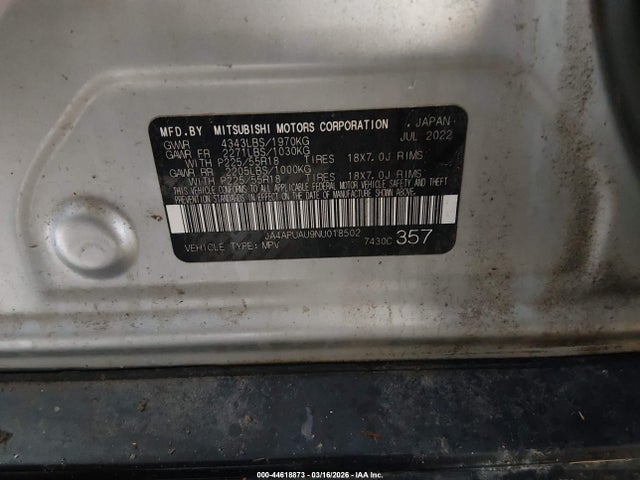 MFD.BY MITSUBISHI MOTORS CORPORATION JAPAN
GVWR 4343LBS/1970KG JUL 2022
GAWR FR 2271LBS/1030KG
WITH P225/55R18 TIRES 18X7.0J RIMS
GAWR RR 2205LBS/1000KG
WITH P225/55R18 TIRES 18X7.0J RIMS
THIS VEHICLE CONFORMS TO ALL APPLICABLE FEDERAL MOTOR VEHICLE
SAFETY AND THEFT PREVENTION STANDARDS IN EFFECT ON THE
DATE OF MANUFACTURE SHOWN ABOVE.
JA4APUAU9NU018502
VEHICLE TYPE: MPV 7430C 357
000-44618873 - 03/16/2026 - IAA Inc.